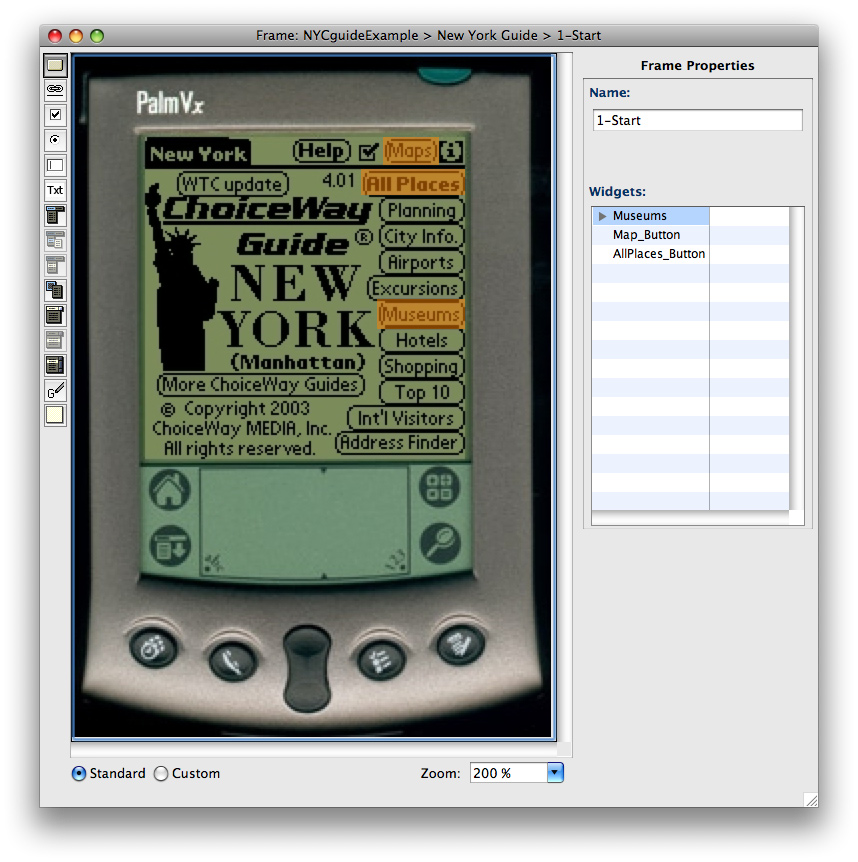 Frame: NYCguideExample > New York Guide > 1-Start
Frame Properties
Name:
1-Start
Widgets:
Museums
Map_Button
AllPlaces_Button
Txt
G
PalmVx
New York Help Maps i
WTC update 4.01 All Places
ChoiceWay
Guide ®
NEW
YORK
(Manhattan)
More ChoiceWay Guides
© Copyright 2003
ChoiceWay MEDIA, Inc.
All rights reserved.
Planning
City Info.
Airports
Excursions
Museums
Hotels
Shopping
Top 10
Int'l Visitors
Address Finder
Standard Custom
Zoom: 200 %